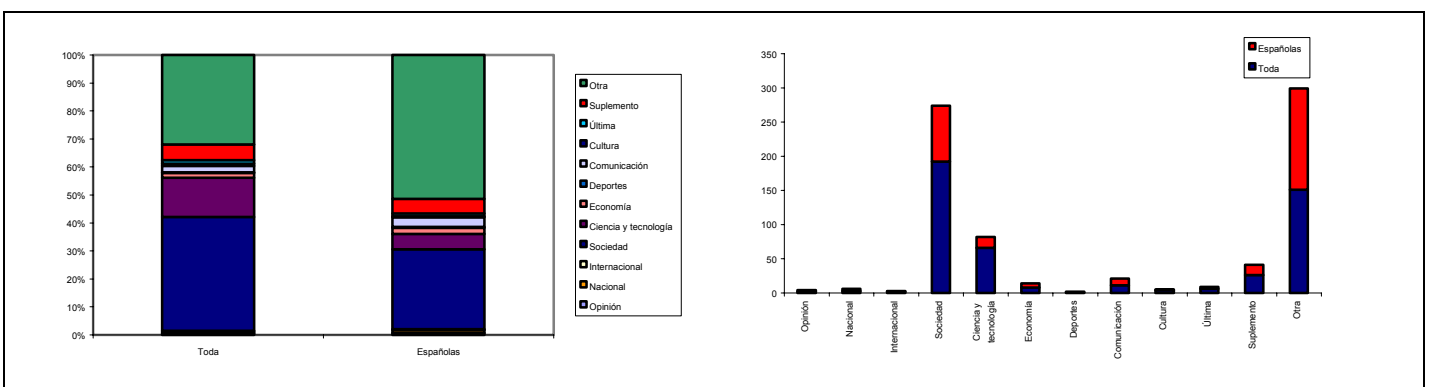 100%
90%
80%
70%
60%
50%
40%
30%
20%
10%
0%
Toda
Españolas
Otra
Suplemento
Última
Cultura
Comunicación
Deportes
Economía
Ciencia y tecnología
Sociedad
Internacional
Nacional
Opinión
350
300
250
200
150
100
50
0
Opinión
Nacional
Internacional
Sociedad
Ciencia y
tecnología
Economía
Deportes
Comunicación
Cultura
Última
Suplemento
Otra
Españolas
Toda